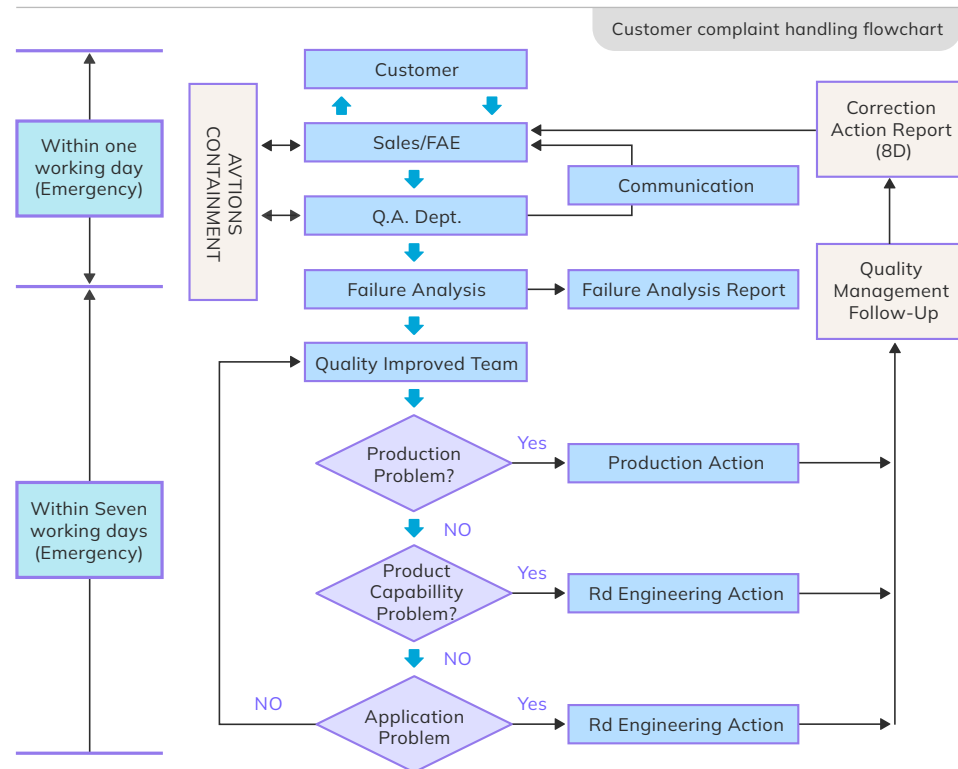 Customer complaint handling flowchart
Within one
working day
(Emergency)
Within Seven
working days
(Emergency)
AVTIONS
CONTAINMENT
Customer
Sales/FAE
Communication
Q.A. Dept.
Failure Analysis
Failure Analysis Report
Quality Improved Team
Production
Problem?
Yes
Production Action
NO
Product
Capabillity
Problem?
Yes
Rd Engineering Action
NO
Application
Problem
NO
Yes
Rd Engineering Action
Correction
Action Report
(8D)
Quality
Management
Follow-Up